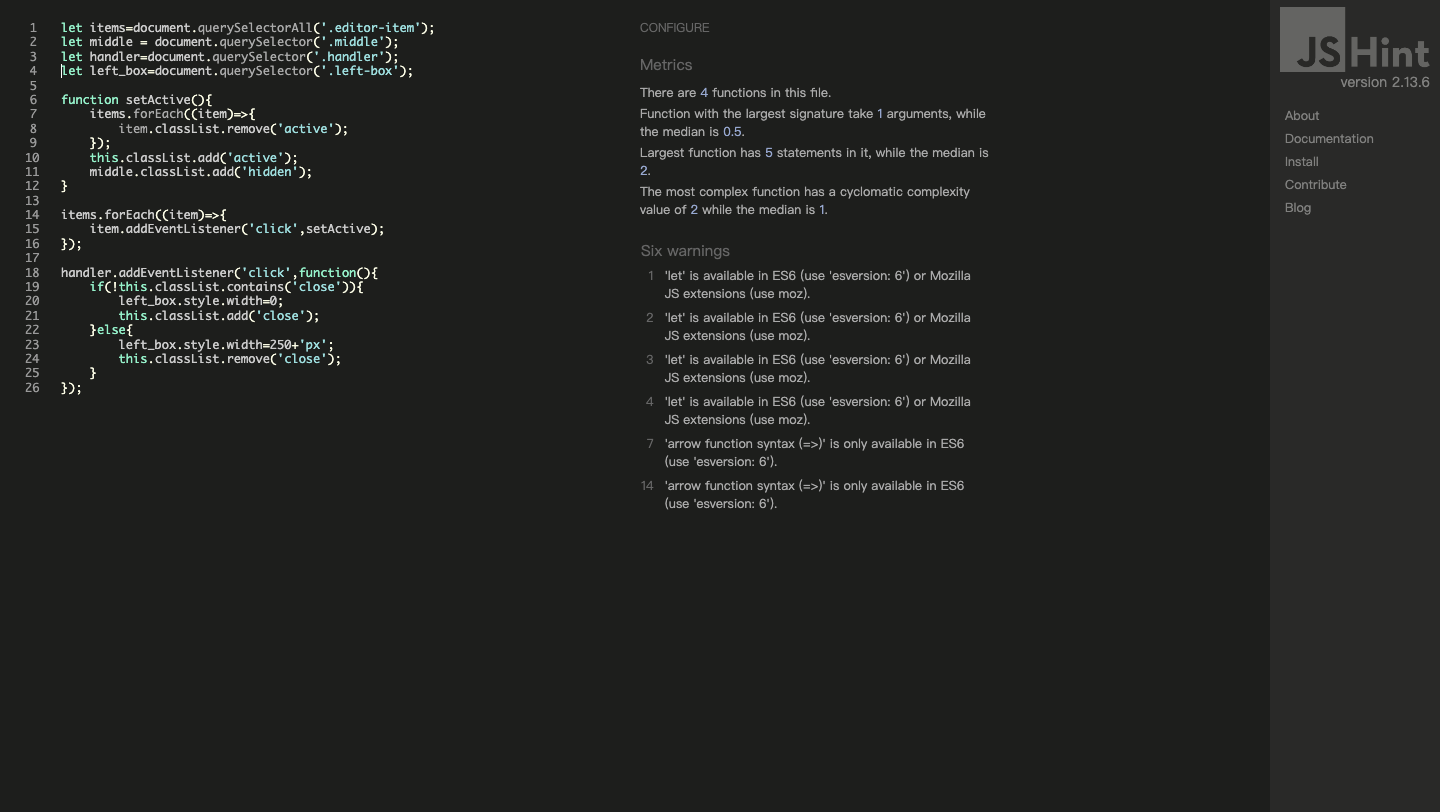 1 let items=document.querySelectorAll('.editor-item');
2 let middle = document.querySelector('.middle');
3 let handler=document.querySelector('.handler');
4 let left_box=document.querySelector('.left-box');
5
6 function setActive(){
7     items.forEach((item)=>{
8         item.classList.remove('active');
9     });
10     this.classList.add('active');
11     middle.classList.add('hidden');
12 }
13
14 items.forEach((item)=>{
15     item.addEventListener('click',setActive);
16 });
17
18 handler.addEventListener('click',function(){
19     if(!this.classList.contains('close')){
20         left_box.style.width=0;
21         this.classList.add('close');
22     }else{
23         left_box.style.width=250+'px';
24         this.classList.remove('close');
25     }
26 });
CONFIGURE
Metrics
There are 4 functions in this file.
Function with the largest signature take 1 arguments, while
the median is 0.5.
Largest function has 5 statements in it, while the median is
2.
The most complex function has a cyclomatic complexity
value of 2 while the median is 1.
Six warnings
1 'let' is available in ES6 (use 'esversion: 6') or Mozilla
JS extensions (use moz).
2 'let' is available in ES6 (use 'esversion: 6') or Mozilla
JS extensions (use moz).
3 'let' is available in ES6 (use 'esversion: 6') or Mozilla
JS extensions (use moz).
4 'let' is available in ES6 (use 'esversion: 6') or Mozilla
JS extensions (use moz).
7 'arrow function syntax (=>)' is only available in ES6
(use 'esversion: 6').
14 'arrow function syntax (=>)' is only available in ES6
(use 'esversion: 6').
JSHint
version 2.13.6
About
Documentation
Install
Contribute
Blog